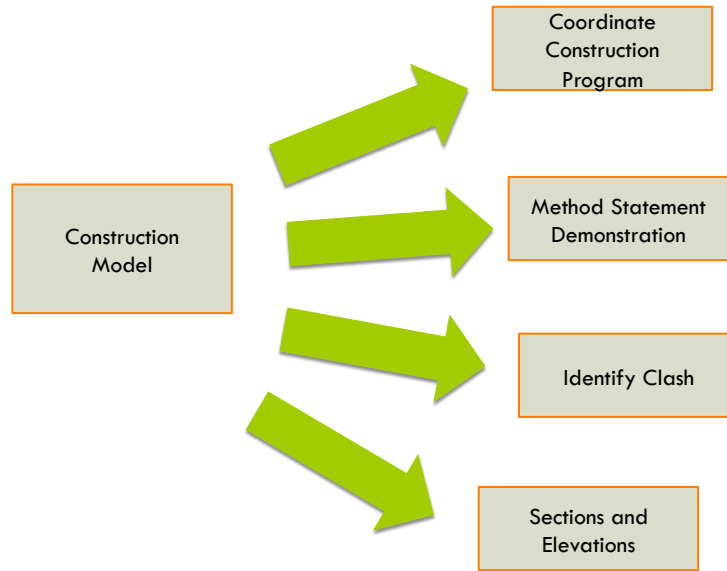 Coordinate
Construction
Program
Construction
Model
Method Statement
Demonstration
Identify Clash
Sections and
Elevations